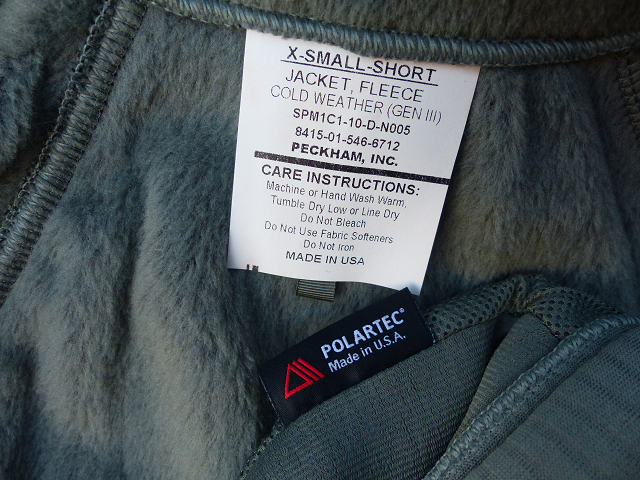 X-SMALL-SHORT
JACKET, FLEECE
COLD WEATHER (GEN III)
SPM1C1-10-D-N005
8415-01-546-6712
PECKHAM, INC.
CARE INSTRUCTIONS:
Machine or Hand Wash Warm,
Tumble Dry Low or Line Dry
Do Not Bleach
Do Not Use Fabric Softeners
Do Not Iron
MADE IN USA
POLARTEC®
Made in U.S.A.